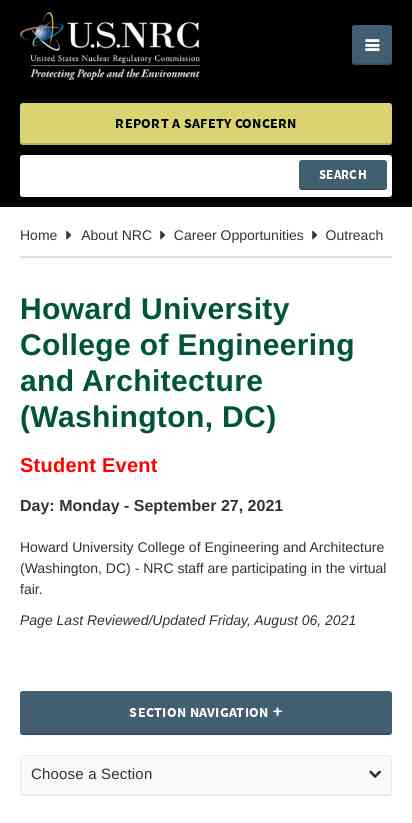 U.S.NRC
United States Nuclear Regulatory Commission
Protecting People and the Environment
REPORT A SAFETY CONCERN
SEARCH
Home About NRC Career Opportunities Outreach
Howard University
College of Engineering
and Architecture
(Washington, DC)
Student Event
Day: Monday - September 27, 2021
Howard University College of Engineering and Architecture
(Washington, DC) - NRC staff are participating in the virtual
fair.
Page Last Reviewed/Updated Friday, August 06, 2021
SECTION NAVIGATION +
Choose a Section